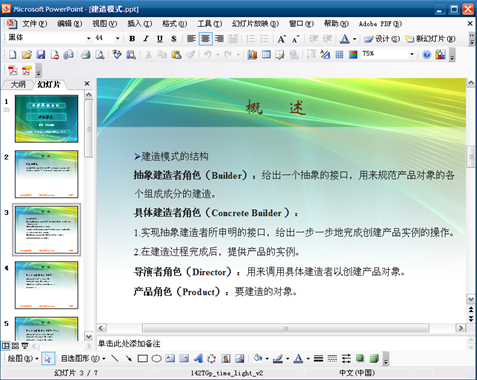 Microsoft PowerPoint - [建造模式.ppt]
文件(F) 编辑(E) 视图(V) 插入(I) 格式(O) 工具(T) 幻灯片放映(D) 窗口(W) 帮助(H) Adobe PDF(B)
黑体 44 B I U S A 设计(S) 新幻灯片(N)
75%
大纲 幻灯片
1
2
3
4
5
概 述
建造模式的结构
抽象建造者角色（Builder）：给出一个抽象的接口，用来规范产品对象的各
个组成成分的建造。
具体建造者角色（Concrete Builder ）：
1.实现抽象建造者所申明的接口，给出一步一步地完成创建产品实例的操作。
2.在建造过程完成后，提供产品的实例。
导演者角色（Director）：用来调用具体建造者以创建产品对象。
产品角色（Product）：要建造的对象。
单击此处添加备注
绘图(R) 自选图形(U) A
幻灯片 3 / 7 142TGp_time_light_v2 中文(中国)